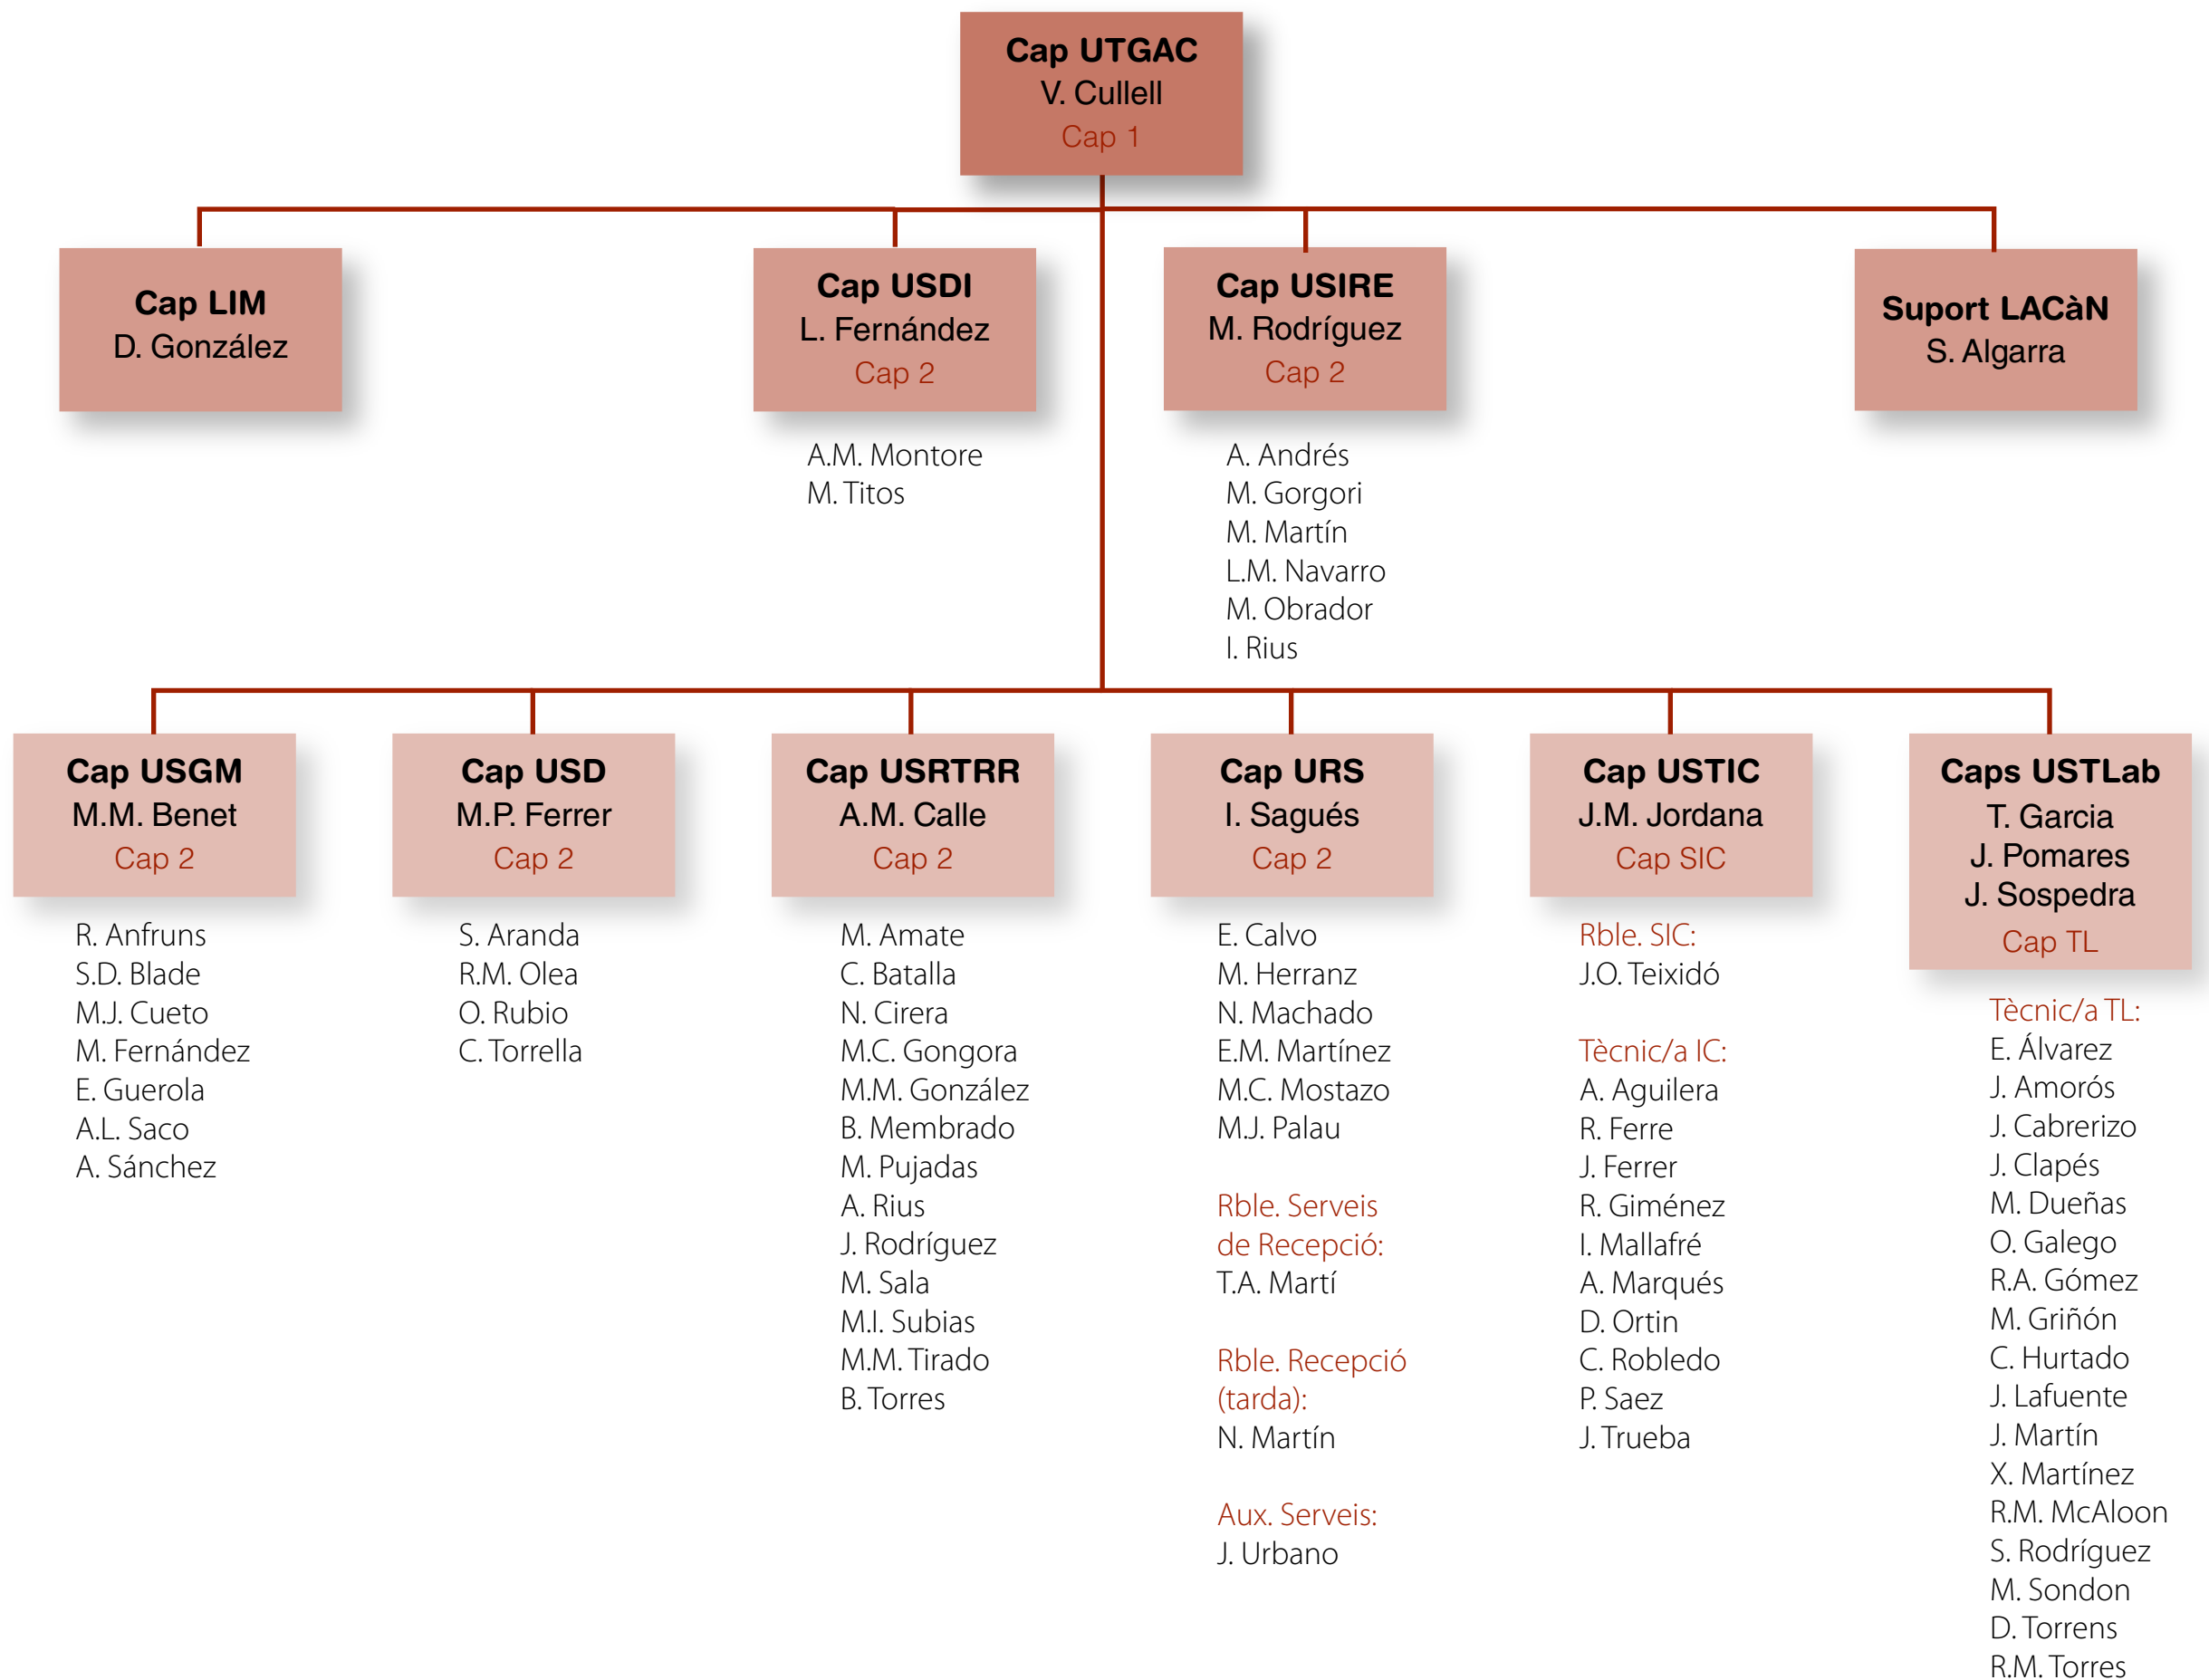 Cap UTGAC
V. Cullell
Cap 1
Cap LIM
D. González
Cap USDI
L. Fernández
Cap 2
A.M. Montore
M. Titos
Cap USIRE
M. Rodríguez
Cap 2
A. Andrés
M. Gorgori
M. Martín
L.M. Navarro
M. Obrador
I. Rius
Suport LACàN
S. Algarra
Cap USGM
M.M. Benet
Cap 2
R. Anfruns
S.D. Blade
M.J. Cueto
M. Fernández
E. Guerola
A.L. Saco
A. Sánchez
Cap USD
M.P. Ferrer
Cap 2
S. Aranda
R.M. Olea
O. Rubio
C. Torrella
Cap USRTRR
A.M. Calle
Cap 2
M. Amate
C. Batalla
N. Cirera
M.C. Gongora
M.M. González
B. Membrado
M. Pujadas
A. Rius
J. Rodríguez
M. Sala
M.I. Subias
M.M. Tirado
B. Torres
Cap URS
I. Sagués
Cap 2
E. Calvo
M. Herranz
N. Machado
E.M. Martínez
M.C. Mostazo
M.J. Palau
Rble. Serveis
de Recepció:
T.A. Martí
Rble. Recepció
(tarda):
N. Martín
Aux. Serveis:
J. Urbano
Cap USTIC
J.M. Jordana
Cap SIC
Rble. SIC:
J.O. Teixidó
Tècnic/a IC:
A. Aguilera
R. Ferre
J. Ferrer
R. Giménez
I. Mallafré
A. Marqués
D. Ortin
C. Robledo
P. Saez
J. Trueba
Caps USTLab
T. Garcia
J. Pomares
J. Sospedra
Cap TL
Tècnic/a TL:
E. Álvarez
J. Amorós
J. Cabrerizo
J. Clapés
M. Dueñas
O. Galego
R.A. Gómez
M. Griñón
C. Hurtado
J. Lafuente
J. Martín
X. Martínez
R.M. McAloon
S. Rodríguez
M. Sondon
D. Torrens
R.M. Torres